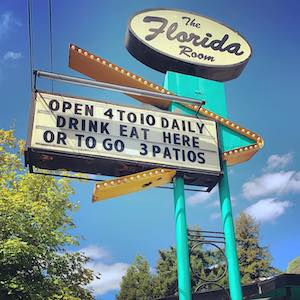 The
Florida
Room
OPEN 4 TO 10 DAILY
DRINK EAT HERE
OR TO GO 3 PATIOS